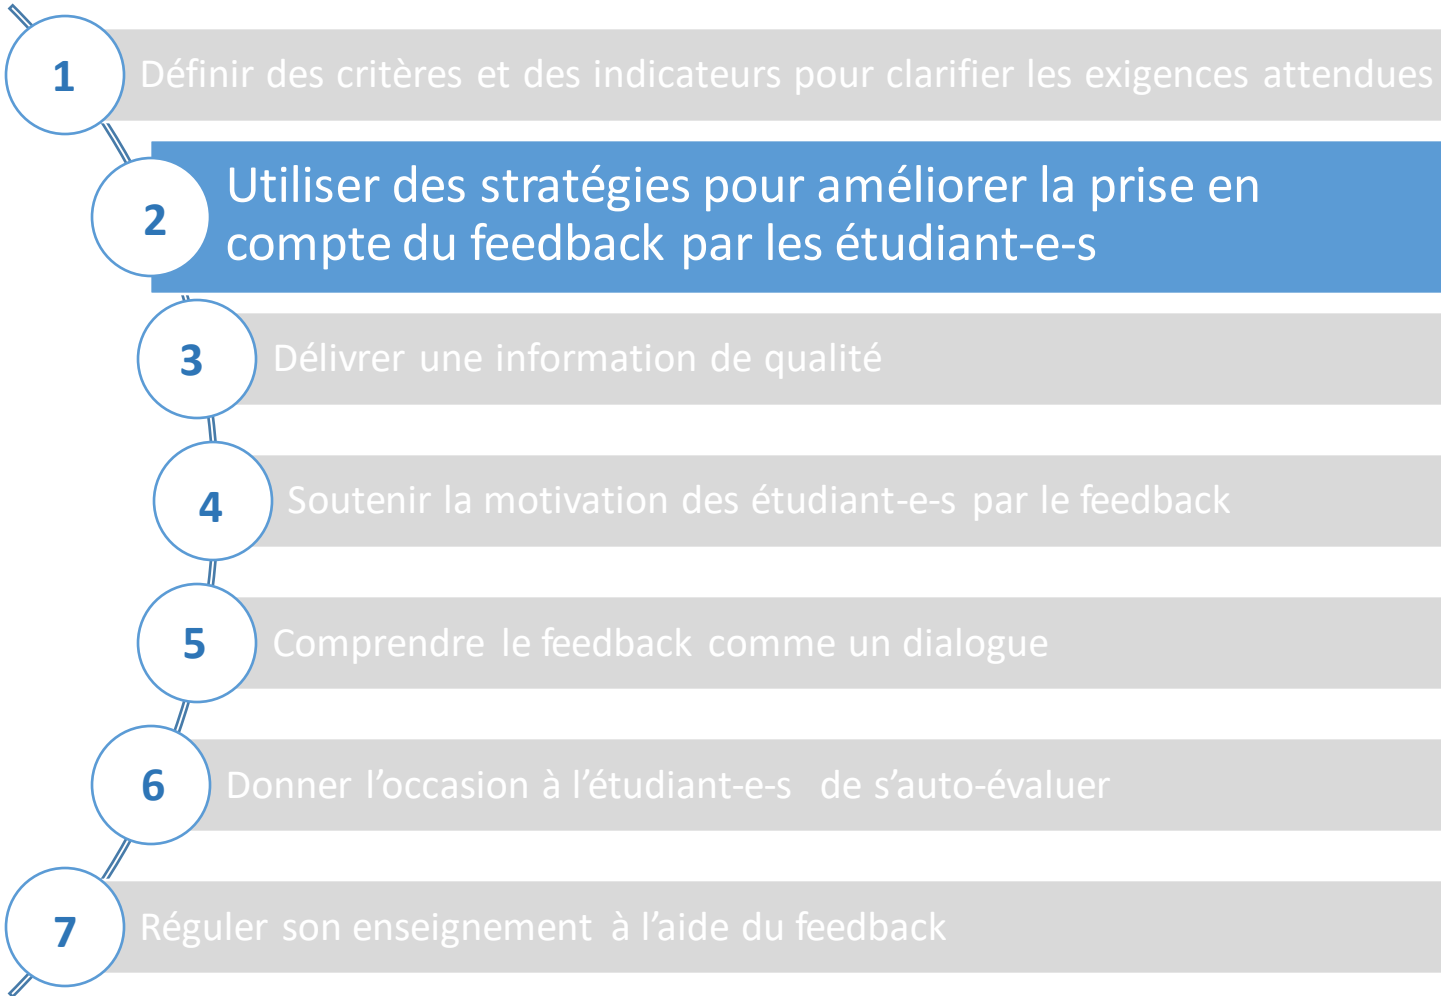 1
Définir des critères et des indicateurs pour clarifier les exigences attendues
2
Utiliser des stratégies pour améliorer la prise en
compte du feedback par les étudiant-e-s
3
Délivrer une information de qualité
4
Soutenir la motivation des étudiant-e-s par le feedback
5
Comprendre le feedback comme un dialogue
6
Donner l’occasion à l’étudiant-e-s de s’auto-évaluer
7
Réguler son enseignement à l’aide du feedback